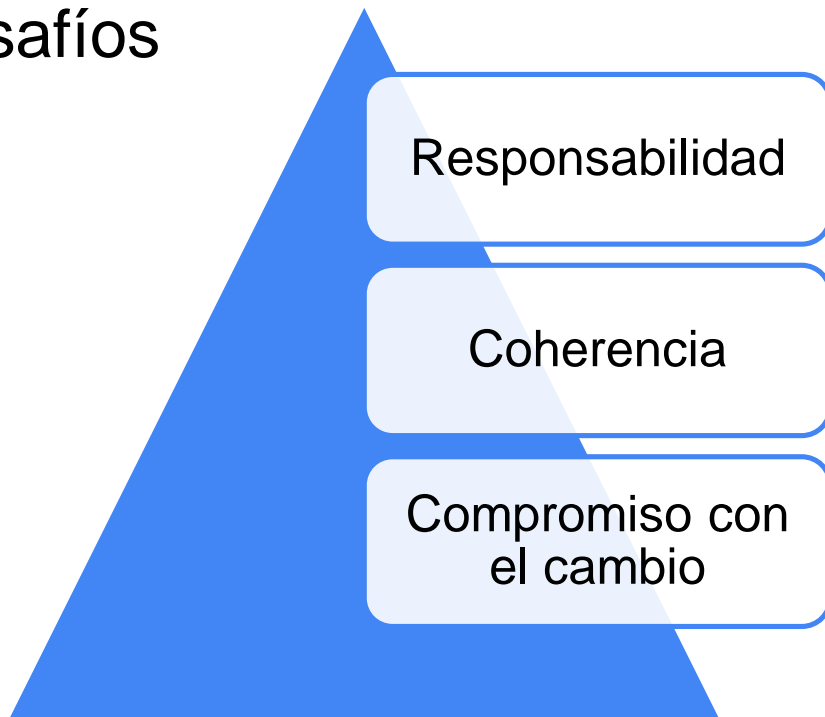 safíos
Responsabilidad
Coherencia
Compromiso con
el cambio